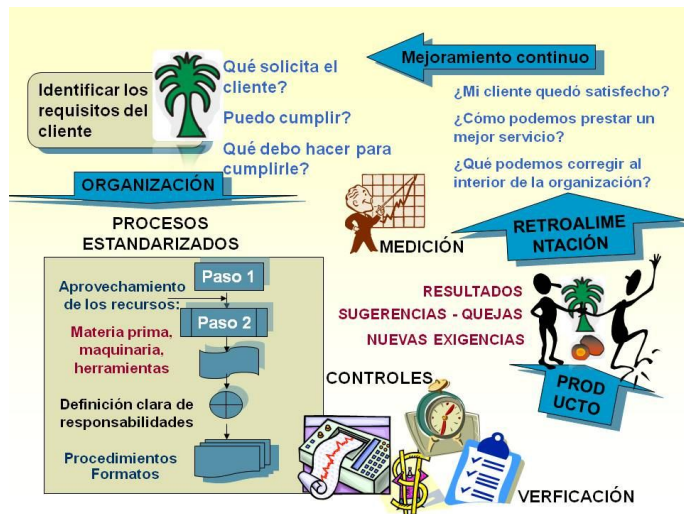 Identificar los
requisitos del
cliente
Qué solicita el
cliente?
Puedo cumplir?
Qué debo hacer para
cumplirle?
Mejoramiento continuo
¿Mi cliente quedó satisfecho?
¿Cómo podemos prestar un
mejor servicio?
¿Qué podemos corregir al
interior de la organización?
ORGANIZACIÓN
PROCESOS
ESTANDARIZADOS
MEDICIÓN
RETROALIME
NTACIÓN
Paso 1
Aprovechamiento
de los recursos:
Paso 2
Materia prima,
maquinaria,
herramientas
Definición clara de
responsabilidades
Procedimientos
Formatos
RESULTADOS
SUGERENCIAS - QUEJAS
NUEVAS EXIGENCIAS
CONTROLES
PROD
UCTO
VERFICACIÓN